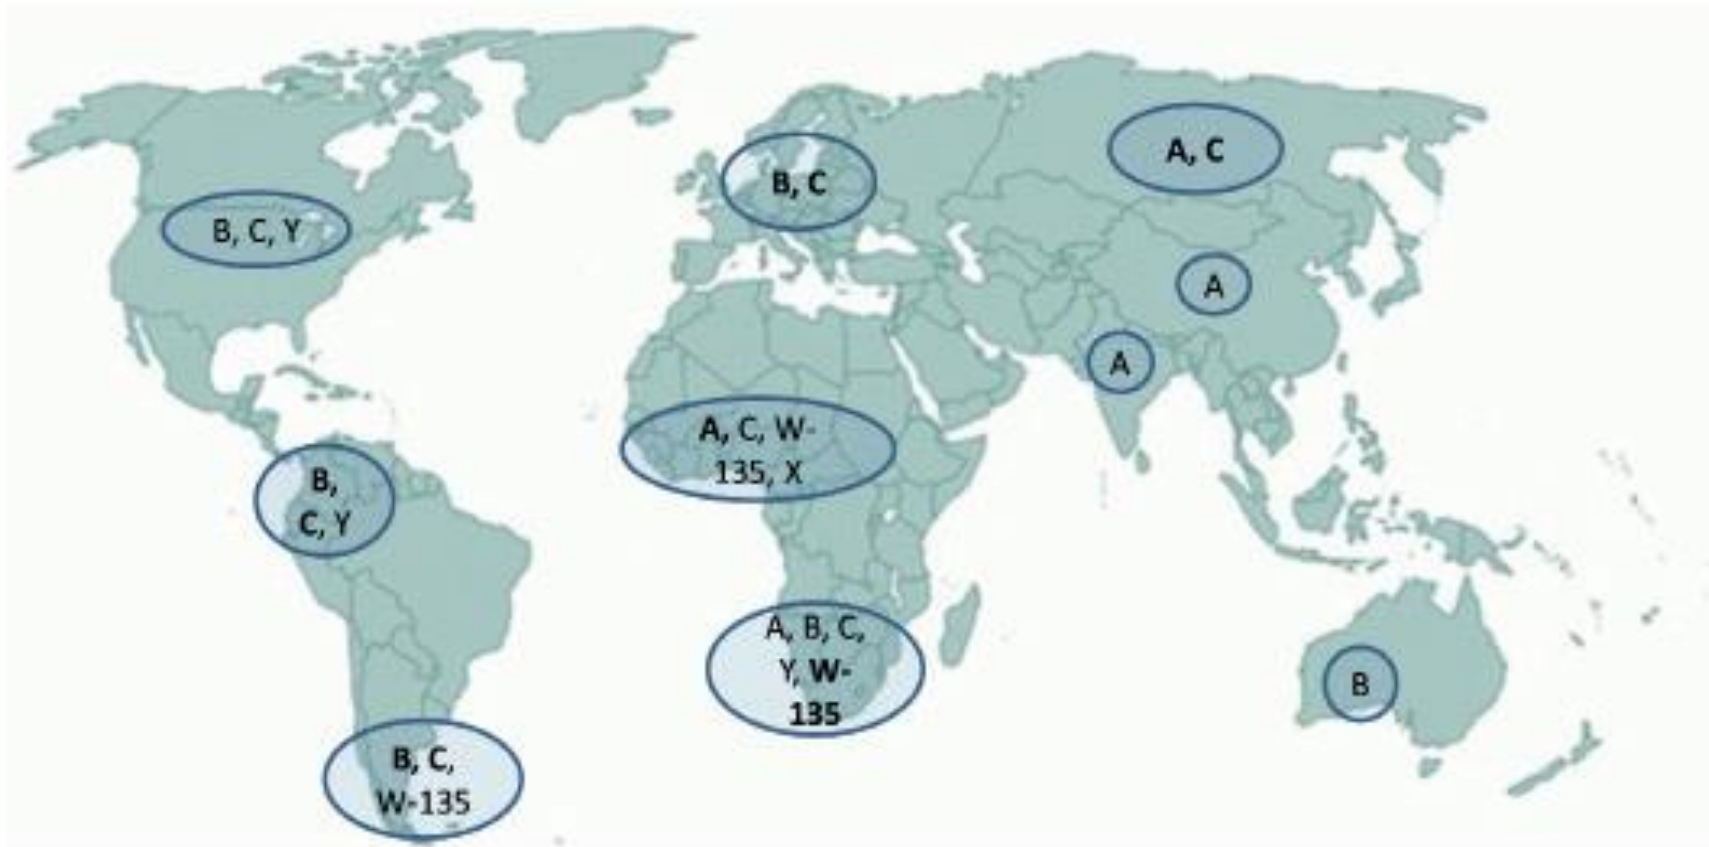 A, C
B, C
B, C, Y
A
A
A, C, W-
135, X
B,
C, Y
A, B, C,
Y, W-
135
B
B, C,
W-135